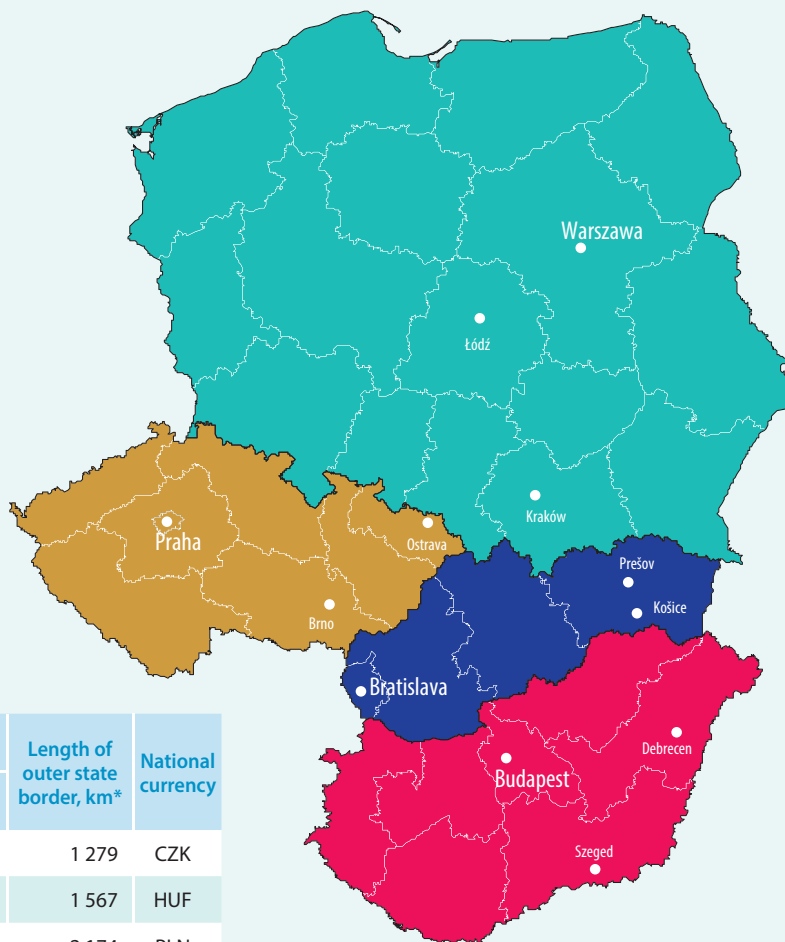 Warszawa
Łódź
Kraków
Praha
Ostrava
Prešov
Brno
Košice
Bratislava
Debrecen
Budapest
Szeged
Length of
outer state
border, km*
National
currency
1 279 CZK
1 567 HUF
PLN